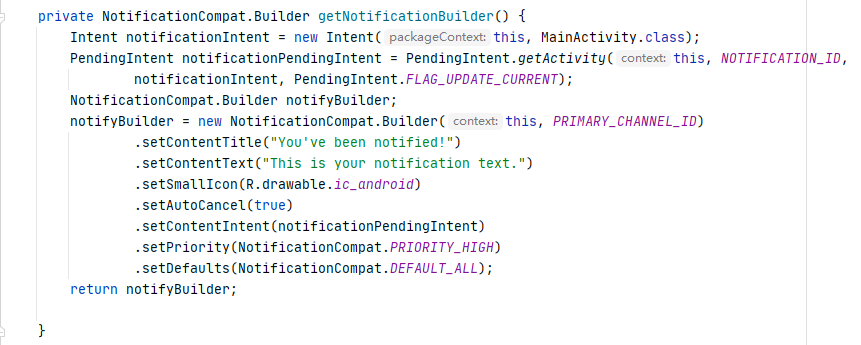 private NotificationCompat.Builder getNotificationBuilder() {
Intent notificationIntent = new Intent( packageContext: this, MainActivity.class);
PendingIntent notificationPendingIntent = PendingIntent.getActivity( context: this, NOTIFICATION_ID,
notificationIntent, PendingIntent.FLAG_UPDATE_CURRENT);
NotificationCompat.Builder notifyBuilder;
notifyBuilder = new NotificationCompat.Builder( context: this, PRIMARY_CHANNEL_ID)
.setContentTitle("You've been notified!")
.setContentText("This is your notification text.")
.setSmallIcon(R.drawable.ic_android)
.setAutoCancel(true)
.setContentIntent(notificationPendingIntent)
.setPriority(NotificationCompat.PRIORITY_HIGH)
.setDefaults(NotificationCompat.DEFAULT_ALL);
return notifyBuilder;
}